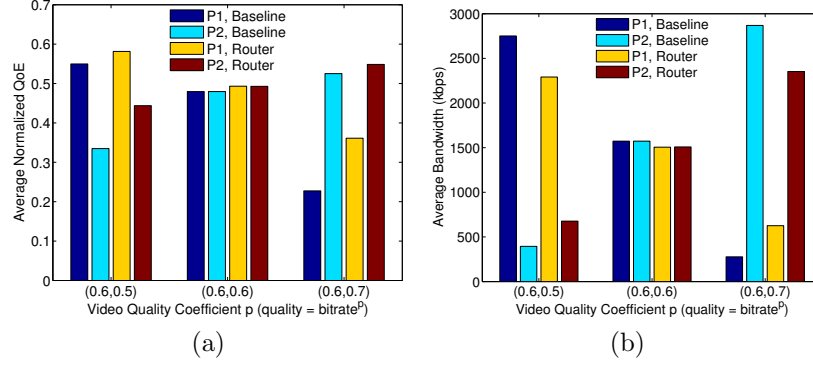 0.7
0.6
0.5
0.4
0.3
0.2
0.1
0
Average Normalized QoE
P1, Baseline
P2, Baseline
P1, Router
P2, Router
(0.6,0.5) (0.6,0.6) (0.6,0.7)
Video Quality Coefficient p (quality = bitrate^p)
(a)
3000
2500
2000
1500
1000
500
0
Average Bandwidth (kbps)
P1, Baseline
P2, Baseline
P1, Router
P2, Router
(0.6,0.5) (0.6,0.6) (0.6,0.7)
Video Quality Coefficient p (quality = bitrate^p)
(b)